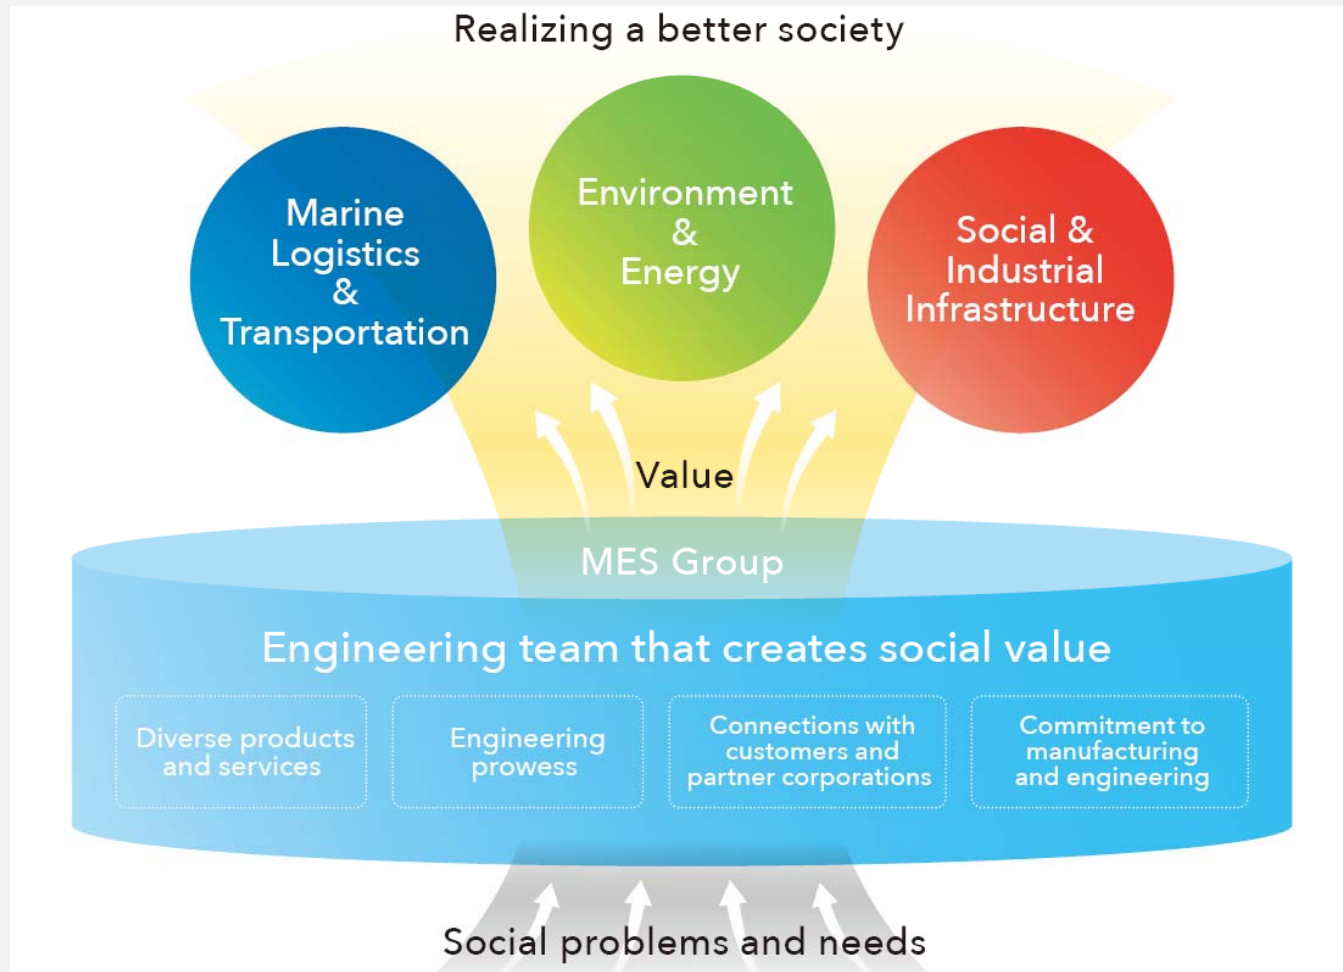 Realizing a better society
Marine
Logistics
&
Transportation
Environment
&
Energy
Social &
Industrial
Infrastructure
Value
MES Group
Engineering team that creates social value
Diverse products
and services
Engineering
prowess
Connections with
customers and
partner corporations
Commitment to
manufacturing
and engineering
Social problems and needs